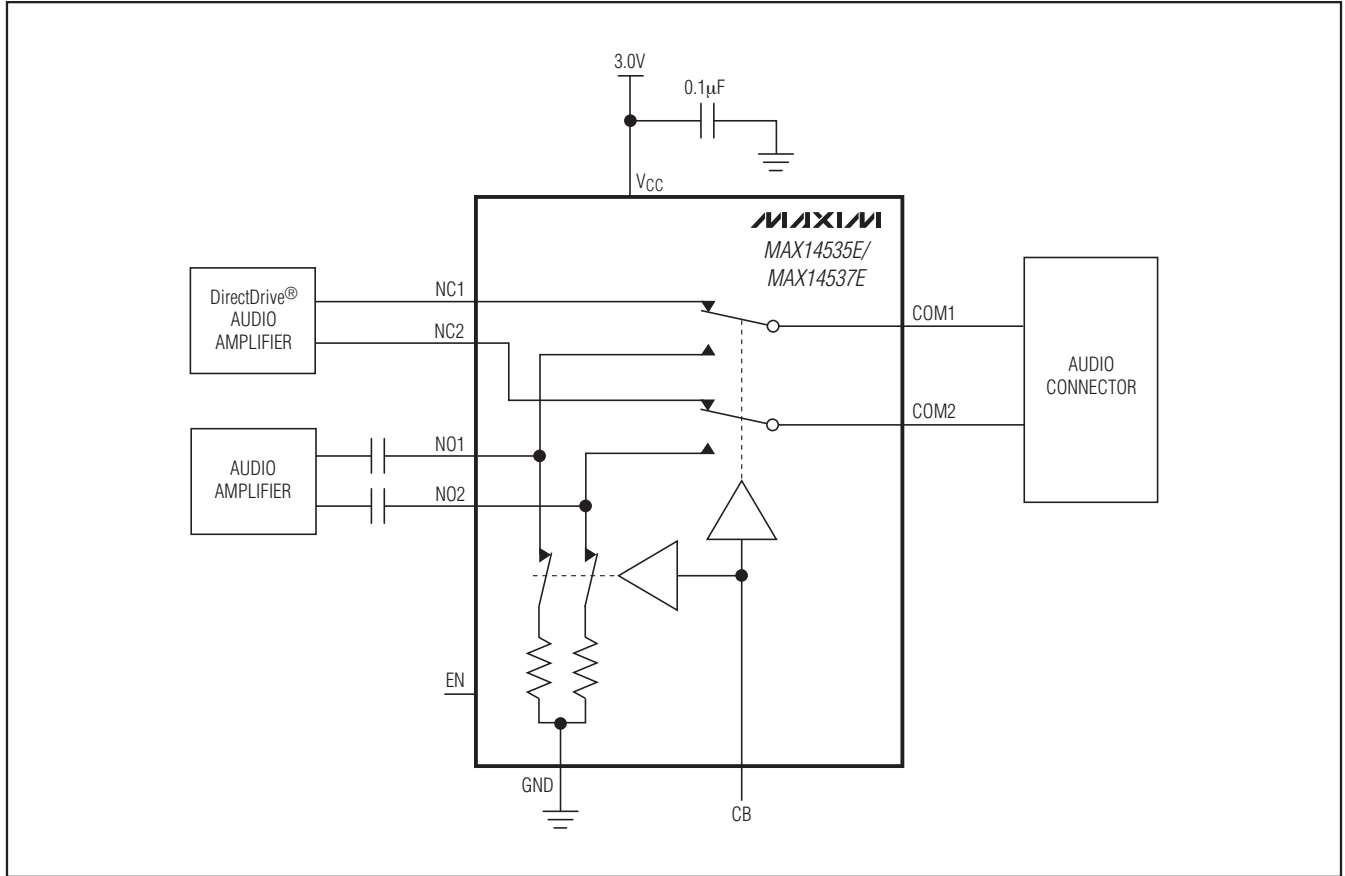 3.0V
0.1μF
VCC
MAXIM
MAX14535E/
MAX14537E
DirectDrive®
AUDIO
AMPLIFIER
NC1
NC2
COM1
COM2
AUDIO
CONNECTOR
AUDIO
AMPLIFIER
NO1
NO2
EN
GND
CB